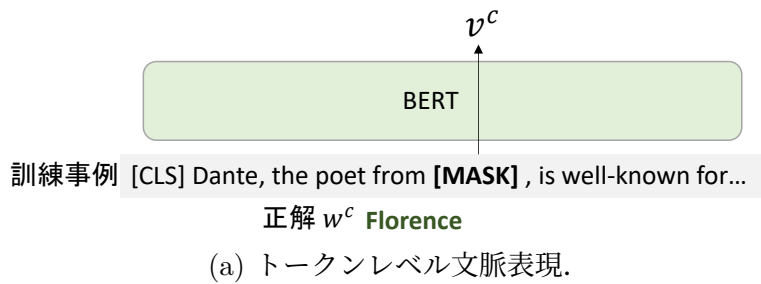 v^c
BERT
訓練事例 [CLS] Dante, the poet from [MASK] , is well-known for…
正解 w^c Florence
(a) トークンレベル文脈表現.